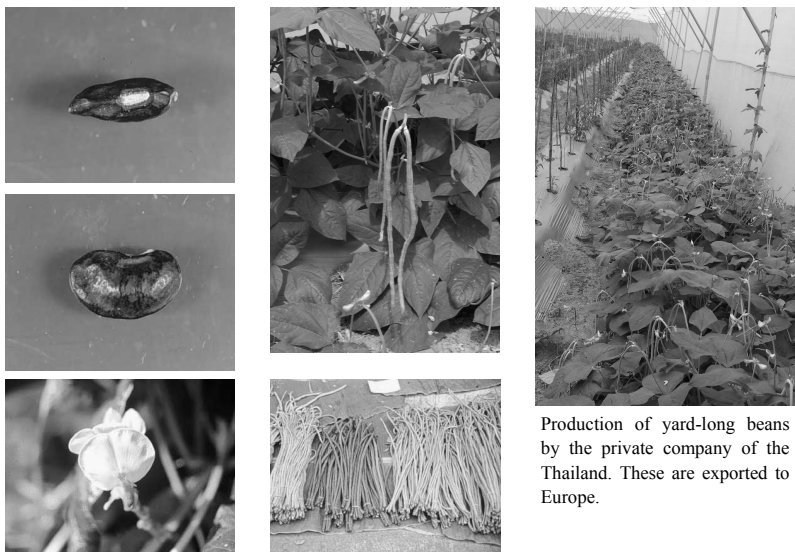 Production of yard-long beans
by the private company of the
Thailand. These are exported to
Europe.